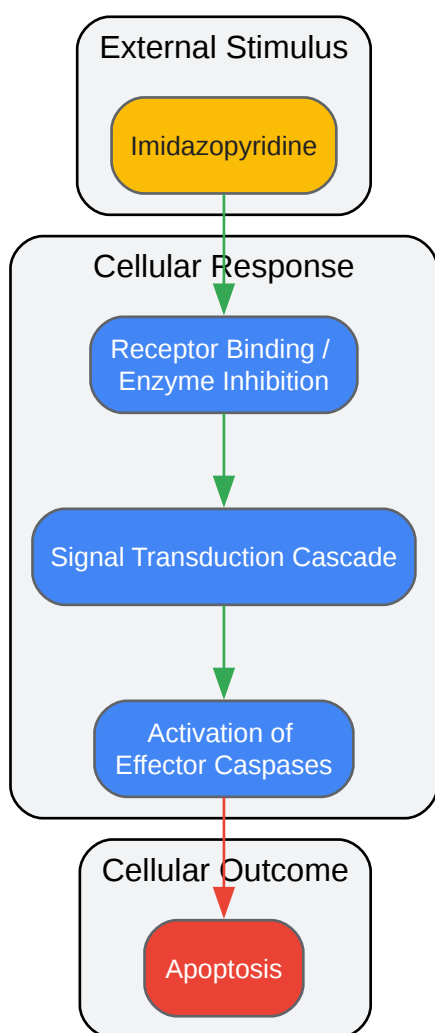 External Stimulus
Imidazopyridine
Cellular Response
Receptor Binding /
Enzyme Inhibition
Signal Transduction Cascade
Activation of
Effector Caspases
Cellular Outcome
Apoptosis